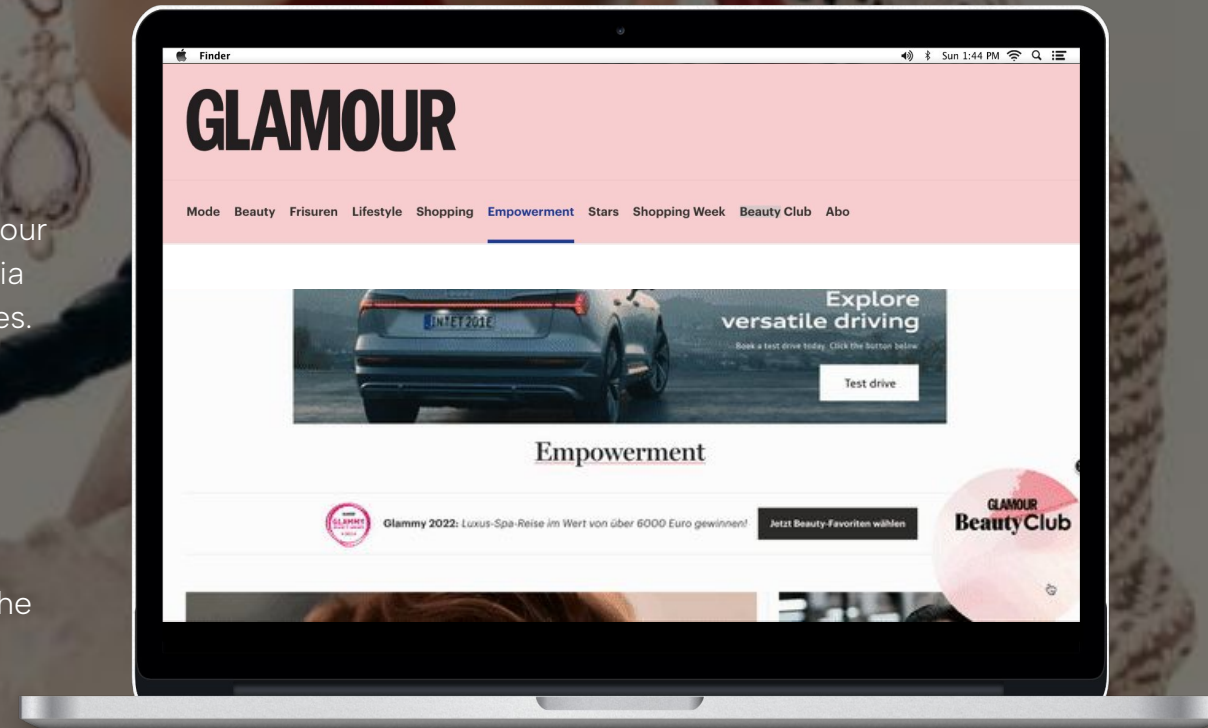 Finder
Sun 1:44 PM
GLAMOUR
Mode Beauty Frisuren Lifestyle Shopping Empowerment Stars Shopping Week Beauty Club Abo
our
ia
es.
he
Explore
versatile driving
Book a test drive today. Click the button below.
Test drive
Empowerment
Glammy 2022: Luxus-Spa-Reise im Wert von über 6000 Euro gewinnen!
Jetzt Beauty-Favoriten wählen
GLAMOUR
BeautyClub